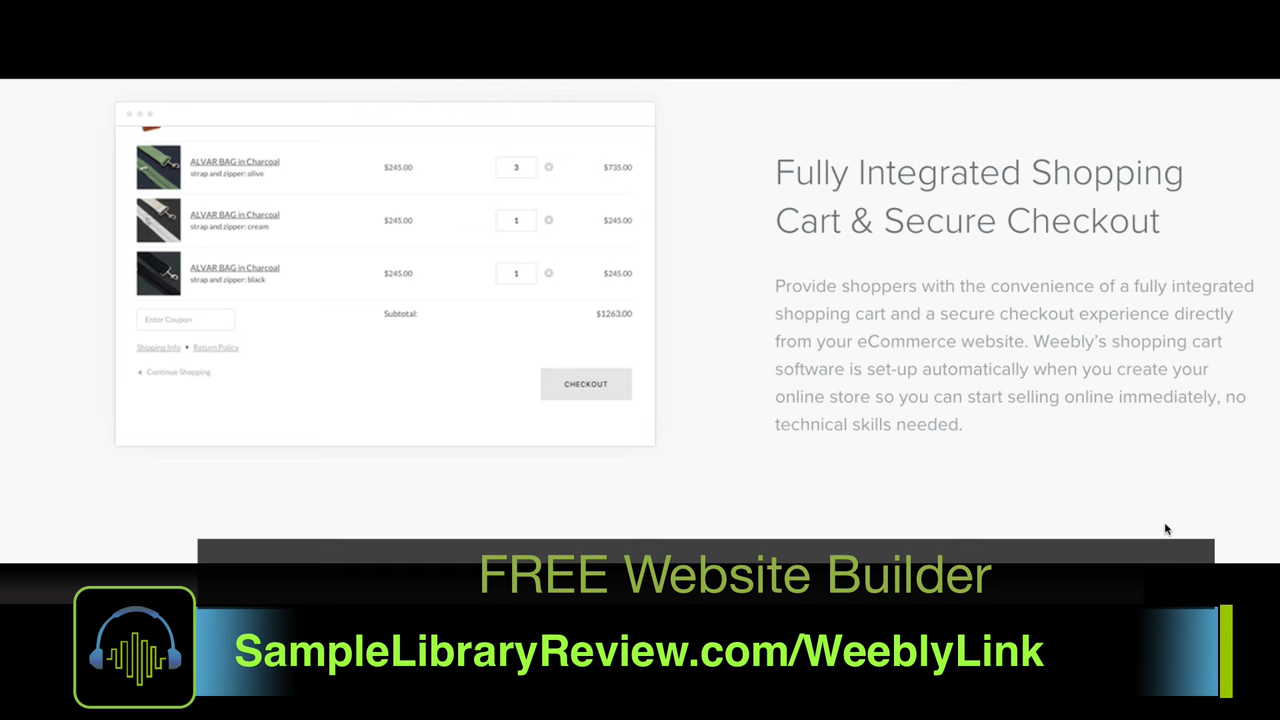 ALVAR BAG in Charcoal
strap and zipper: olive
$245.00
3
$735.00
ALVAR BAG in Charcoal
strap and zipper: cream
$245.00
1
$245.00
ALVAR BAG in Charcoal
strap and zipper: black
$245.00
1
$245.00
Enter Coupon
Subtotal:
$1263.00
Shipping Info • Return Policy
Continue Shopping
CHECKOUT
Fully Integrated Shopping
Cart & Secure Checkout
Provide shoppers with the convenience of a fully integrated
shopping cart and a secure checkout experience directly
from your eCommerce website. Weebly's shopping cart
software is set-up automatically when you create your
online store so you can start selling online immediately, no
technical skills needed.
FREE Website Builder
SampleLibraryReview.com/WeeblyLink